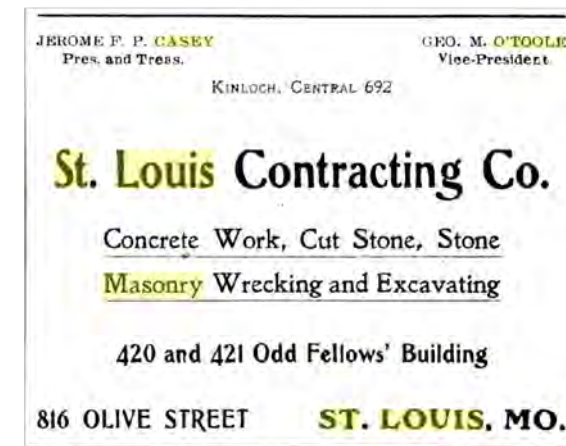 JEROME F. P. CASEY GEO. M. O'TOOLE
Pres. and Treas. Vice-President
KINLOCH, CENTRAL 692
St. Louis Contracting Co.
Concrete Work, Cut Stone, Stone
Masonry Wrecking and Excavating
420 and 421 Odd Fellows' Building
816 OLIVE STREET ST. LOUIS, MO.